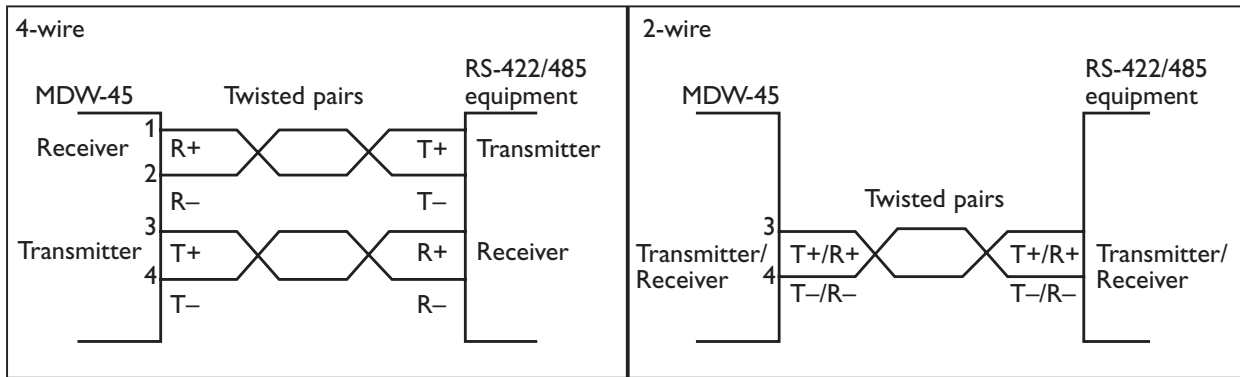 4-wire
RS-422/485
equipment
MDW-45
Twisted pairs
1
Receiver
R+
T+
Transmitter
2
R–
T–
3
Transmitter
T+
R+
Receiver
4
T–
R–
2-wire
RS-422/485
equipment
MDW-45
Twisted pairs
3
Transmitter/
Receiver
T+/R+
T+/R+
Transmitter/
Receiver
4
T–/R–
T–/R–